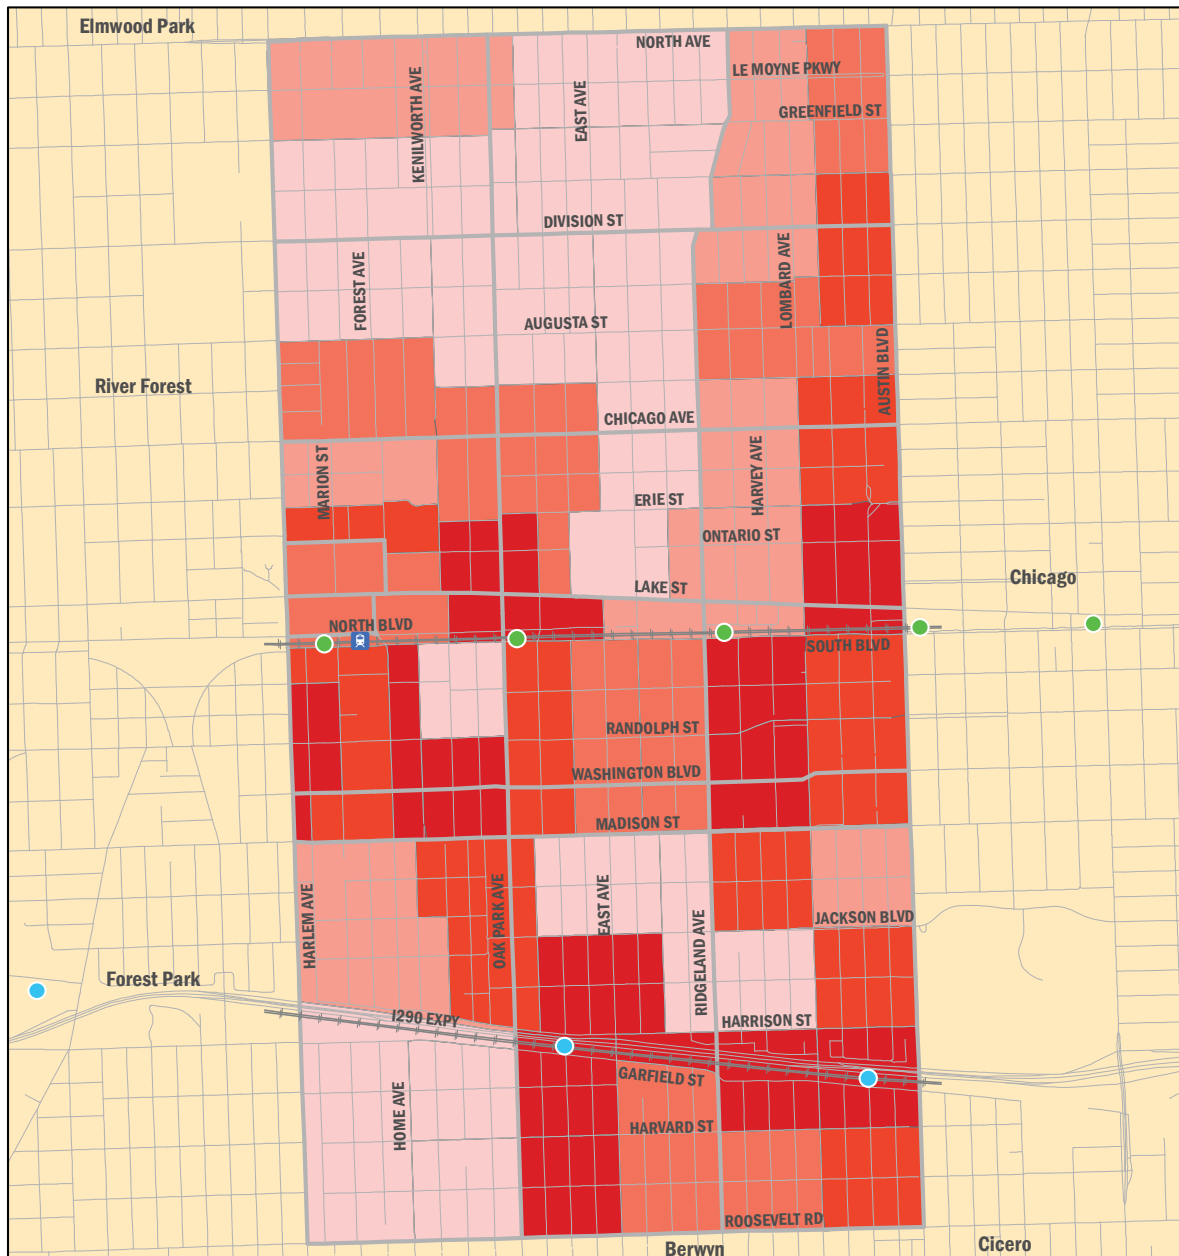 Elmwood Park
NORTH AVE
LE MOYNE PKWY
KENILWORTH AVE
EAST AVE
GREENFIELD ST
DIVISION ST
FOREST AVE
LOMBARD AVE
AUGUSTA ST
AUSTIN BLVD
River Forest
CHICAGO AVE
MARION ST
HARVEY AVE
ERIE ST
ONTARIO ST
Chicago
LAKE ST
NORTH BLVD
SOUTH BLVD
RANDOLPH ST
WASHINGTON BLVD
MADISON ST
HARLEM AVE
OAK PARK AVE
EAST AVE
RIDGELAND AVE
JACKSON BLVD
Forest Park
I290 EXPY
HARRISON ST
GARFIELD ST
HOME AVE
HARVARD ST
ROOSEVELT RD
Berwyn
Cicero